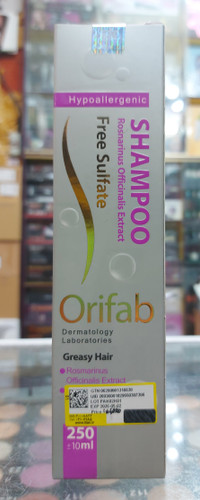 Hypoallergenic
SHAMPOO
Rosmarinus Officinalis Extract
Free Sulfate
Orifab
Dermatology
Laboratories
Greasy Hair
Rosmarinus
Officinalis Extract
250
±10ml